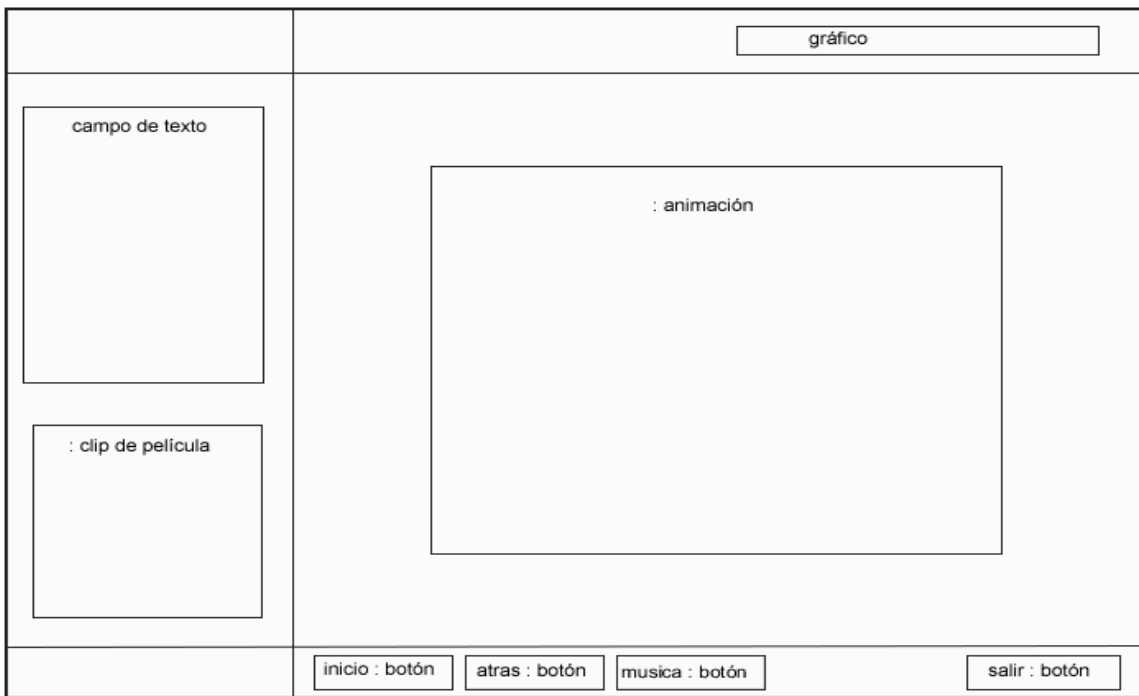 gráfico
campo de texto
: animación
: clip de película
inicio : botón
atras : botón
musica : botón
salir : botón